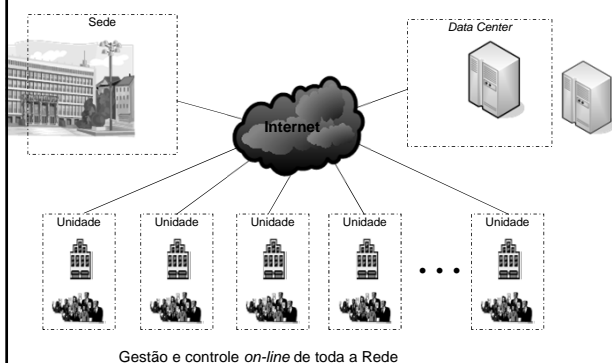 Sede
Data Center
Internet
Unidade
Unidade
Unidade
Unidade
Unidade
Gestão e controle on-line de toda a Rede